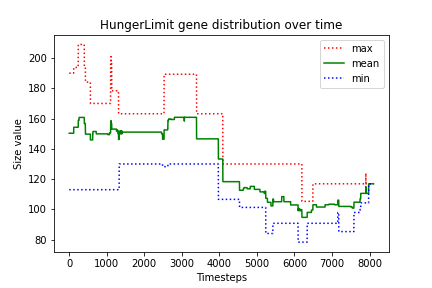 HungerLimit gene distribution over time
max
mean
min
200
180
160
140
120
100
80
Size value
0 1000 2000 3000 4000 5000 6000 7000 8000
Timesteps